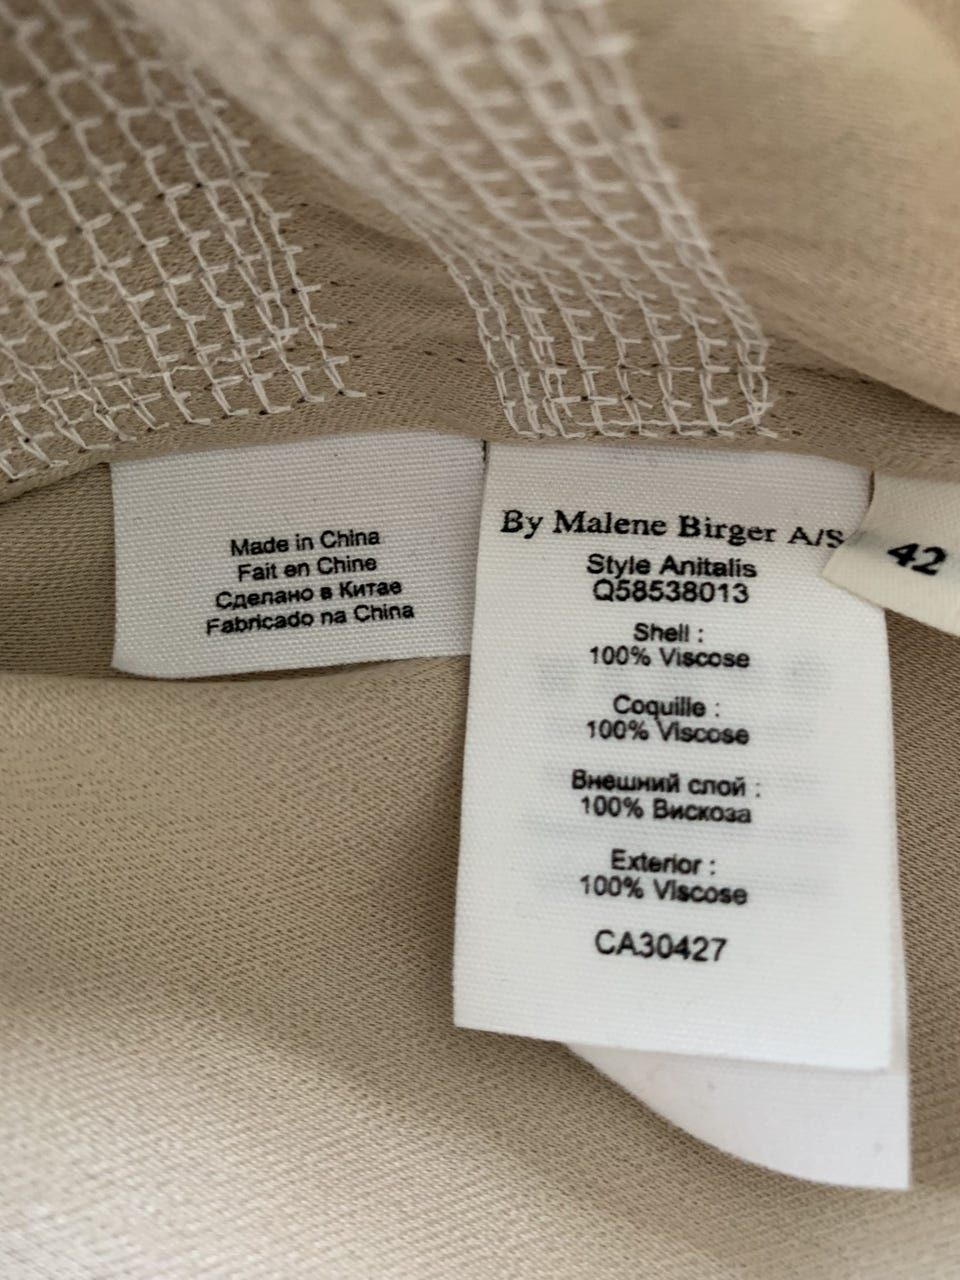 Made in China
Fait en Chine
Сделано в Китае
Fabricado na China
By Malene Birger A/S
Style Anitalis
Q58538013
Shell :
100% Viscose
Coquille :
100% Viscose
Внешний слой :
100% Вискоза
Exterior :
100% Viscose
CA30427
42